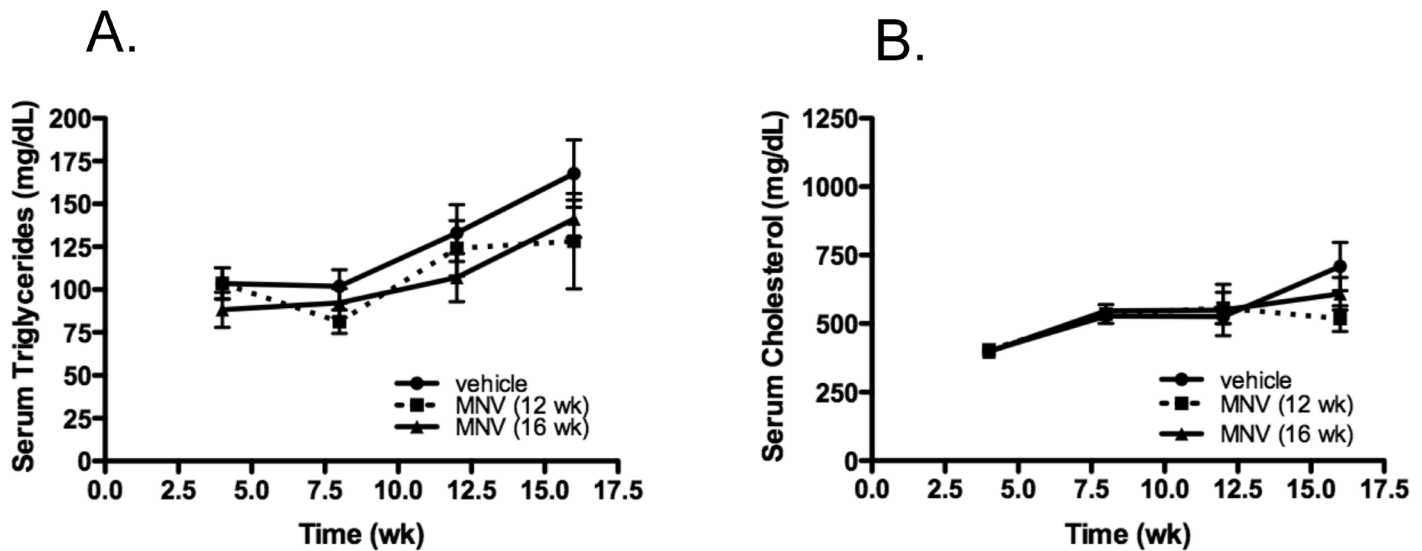 A.
Serum Triglycerides (mg/dL)
200
175
150
125
100
75
50
25
0
vehicle
MNV (12 wk)
MNV (16 wk)
0.0 2.5 5.0 7.5 10.0 12.5 15.0 17.5
Time (wk)
B.
Serum Cholesterol (mg/dL)
1250
1000
750
500
250
0
vehicle
MNV (12 wk)
MNV (16 wk)
0.0 2.5 5.0 7.5 10.0 12.5 15.0 17.5
Time (wk)